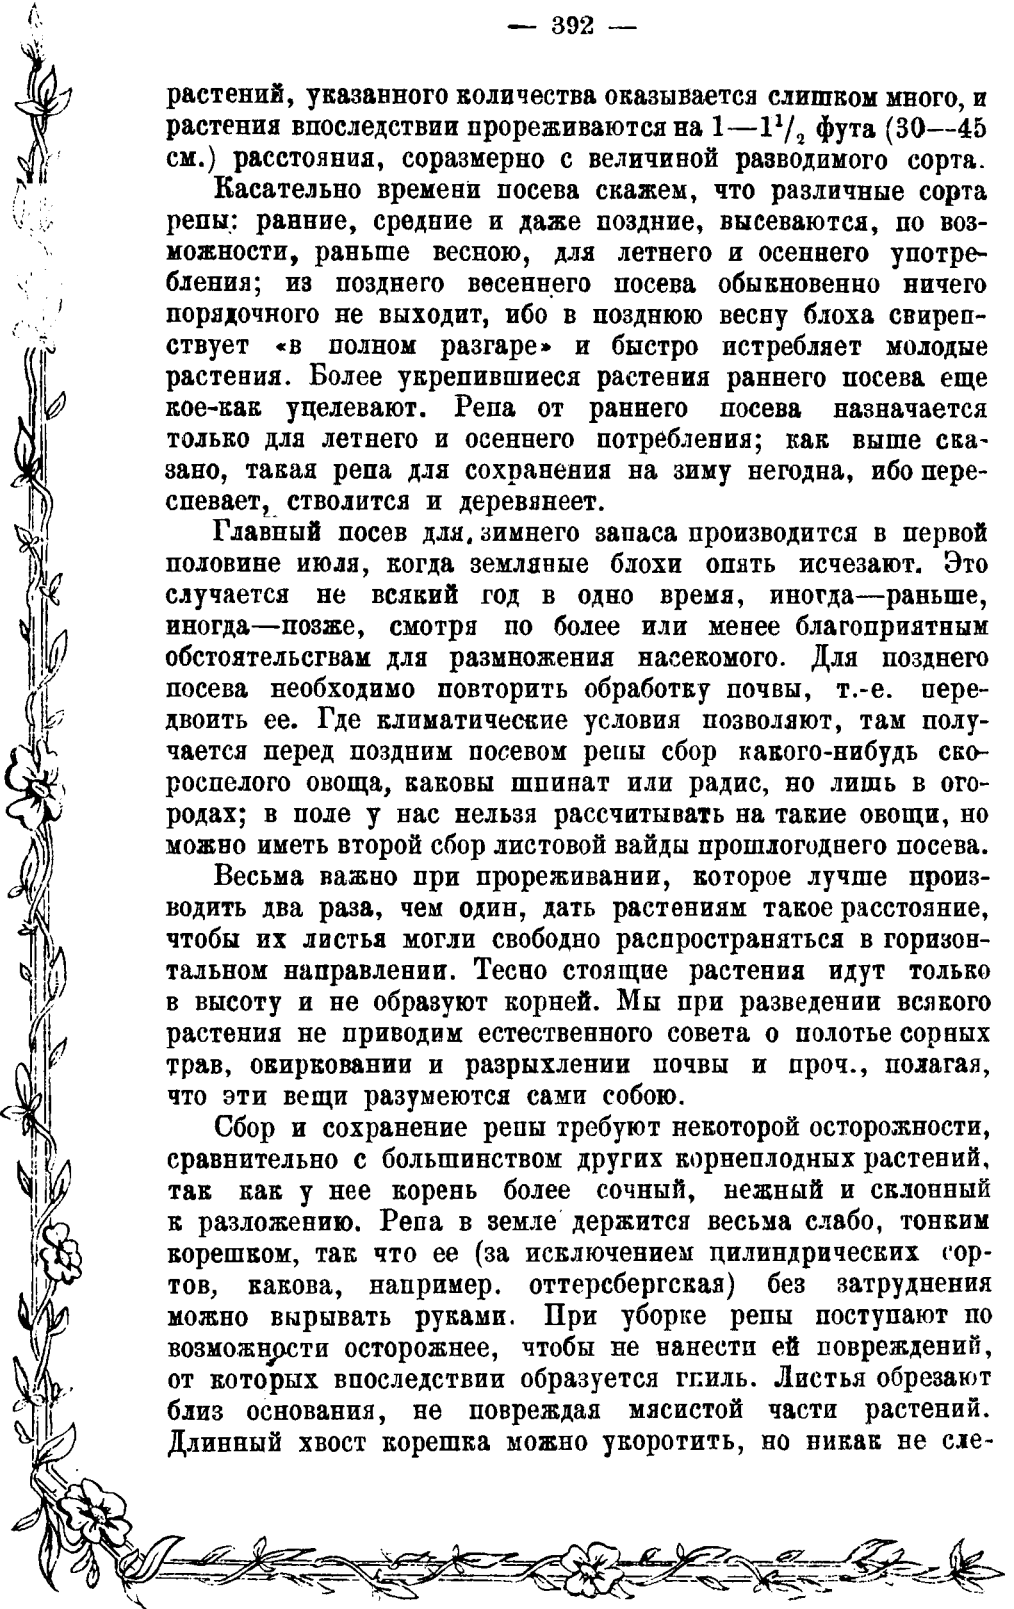 — 392 —
растений, указанного количества оказывается слишком много, и
растения впоследствии прореживаются на 1—1¹/₂ фута (30—45
см.) расстояния, соразмерно с величиной разводимого сорта.
Касательно времени посева скажем, что различные сорта
репы: ранние, средние и даже поздние, высеваются, по воз-
можности, раньше весною, для летнего и осеннего употре-
бления; из позднего весеннего посева обыкновенно ничего
порядочного не выходит, ибо в позднюю весну блоха свиреп-
ствует «в полном разгаре» и быстро истребляет молодые
растения. Более укрепившиеся растения раннего посева еще
кое-как уцелевают. Репа от раннего посева назначается
только для летнего и осеннего потребления; как выше ска-
зано, такая репа для сохранения на зиму негодна, ибо пере-
спевает, стволится и деревянеет.
Главный посев для зимнего запаса производится в первой
половине июля, когда земляные блохи опять исчезают. Это
случается не всякий год в одно время, иногда—раньше,
иногда—позже, смотря по более или менее благоприятным
обстоятельсгвам для размножения насекомого. Для позднего
посева необходимо повторить обработку почвы, т.-е. пере-
двоить ее. Где климатические условия позволяют, там полу-
чается перед поздним посевом репы сбор какого-нибудь ско-
роспелого овоща, каковы шпинат или радис, но лишь в ого-
родах; в поле у нас нельзя рассчитывать на такие овощи, но
можно иметь второй сбор листовой вайды прошлогоднего посева.
Весьма важно при прореживании, которое лучше произ-
водить два раза, чем один, дать растениям такое расстояние,
чтобы их листья могли свободно распространяться в горизон-
тальном направлении. Тесно стоящие растения идут только
в высоту и не образуют корней. Мы при разведении всякого
растения не приводим естественного совета о полотье сорных
трав, окирковании и разрыхлении почвы и проч., полагая,
что эти вещи разумеются сами собою.
Сбор и сохранение репы требуют некоторой осторожности,
сравнительно с большинством других корнеплодных растений,
так как у нее корень более сочный, нежный и склонный
к разложению. Репа в земле держится весьма слабо, тонким
корешком, так что ее (за исключением цилиндрических сор-
тов, какова, например. оттерсбергская) без затруднения
можно вырывать руками. При уборке репы поступают по
возможности осторожнее, чтобы не нанести ей повреждений,
от которых впоследствии образуется гниль. Листья обрезают
близ основания, не повреждая мясистой части растений.
Длинный хвост корешка можно укоротить, но никак не сле-